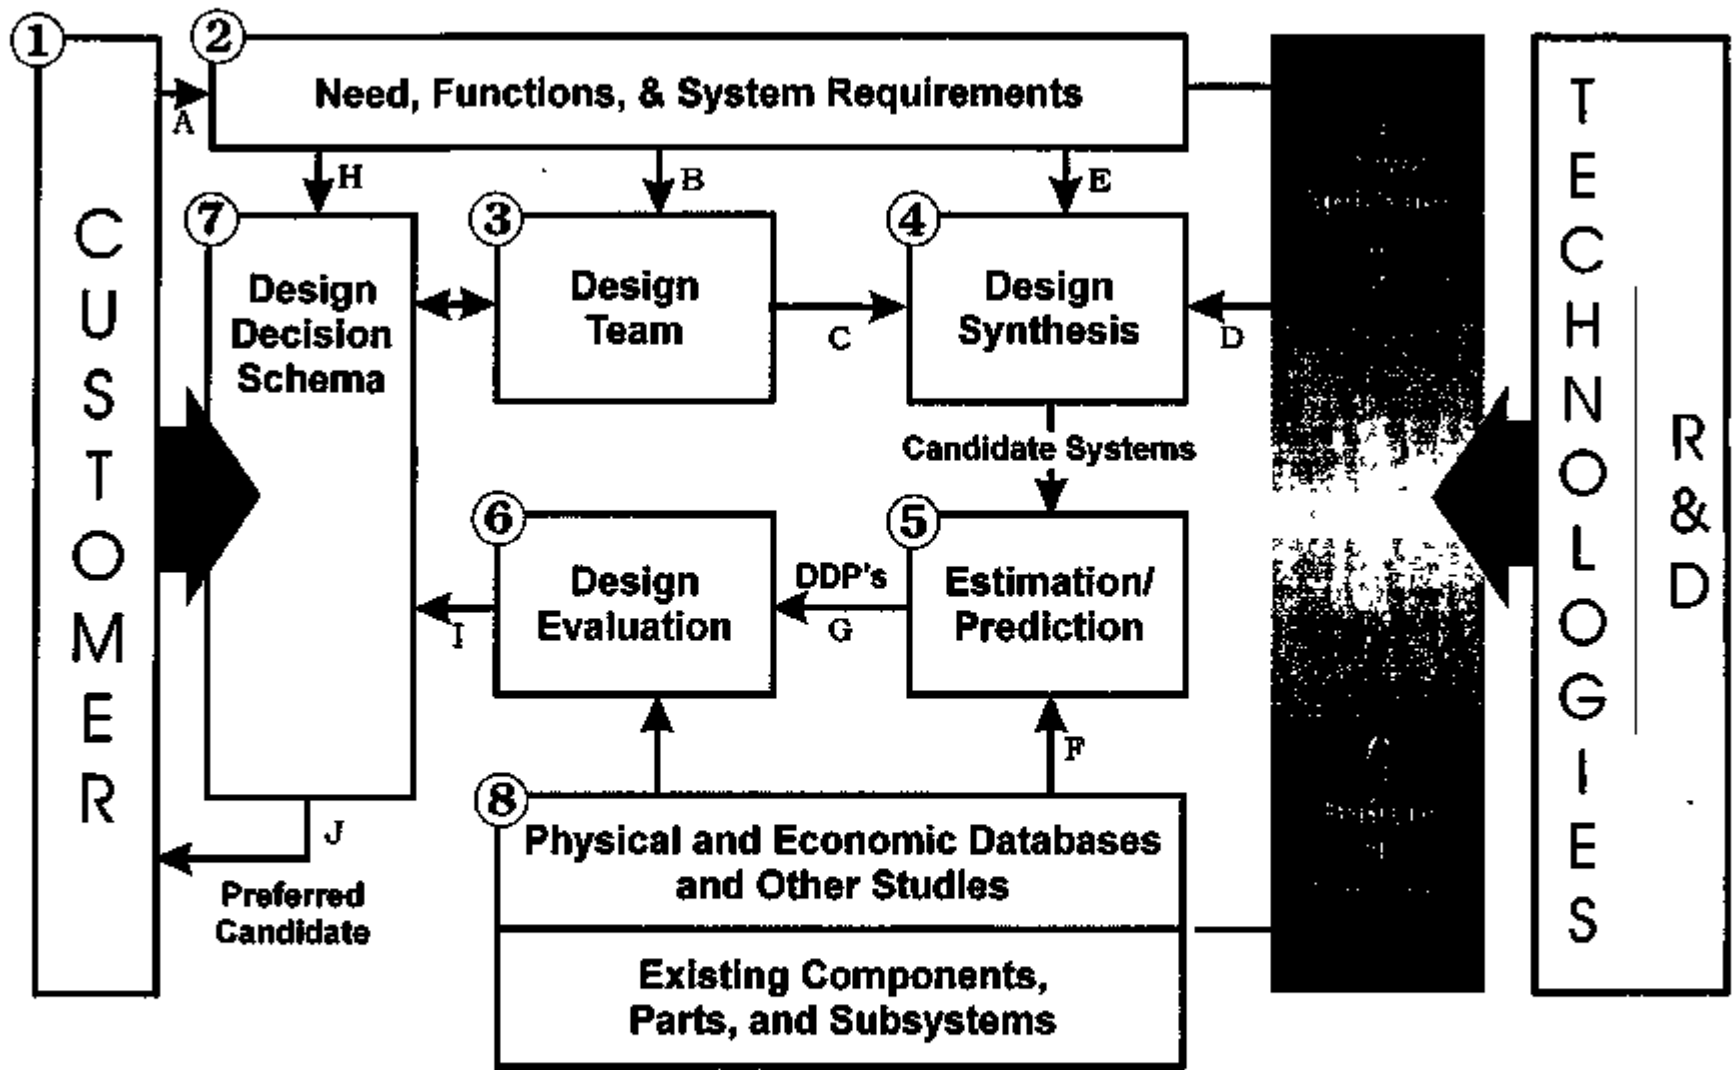 1
CUSTOMER
2
Need, Functions, & System Requirements
A
H
B
E
7
Design
Decision
Schema
3
Design
Team
C
4
Design
Synthesis
D
Candidate Systems
6
Design
Evaluation
I
DDP's
G
5
Estimation/
Prediction
F
J
Preferred
Candidate
8
Physical and Economic Databases
and Other Studies
Existing Components,
Parts, and Subsystems
TECHNOLOGIES
R&D